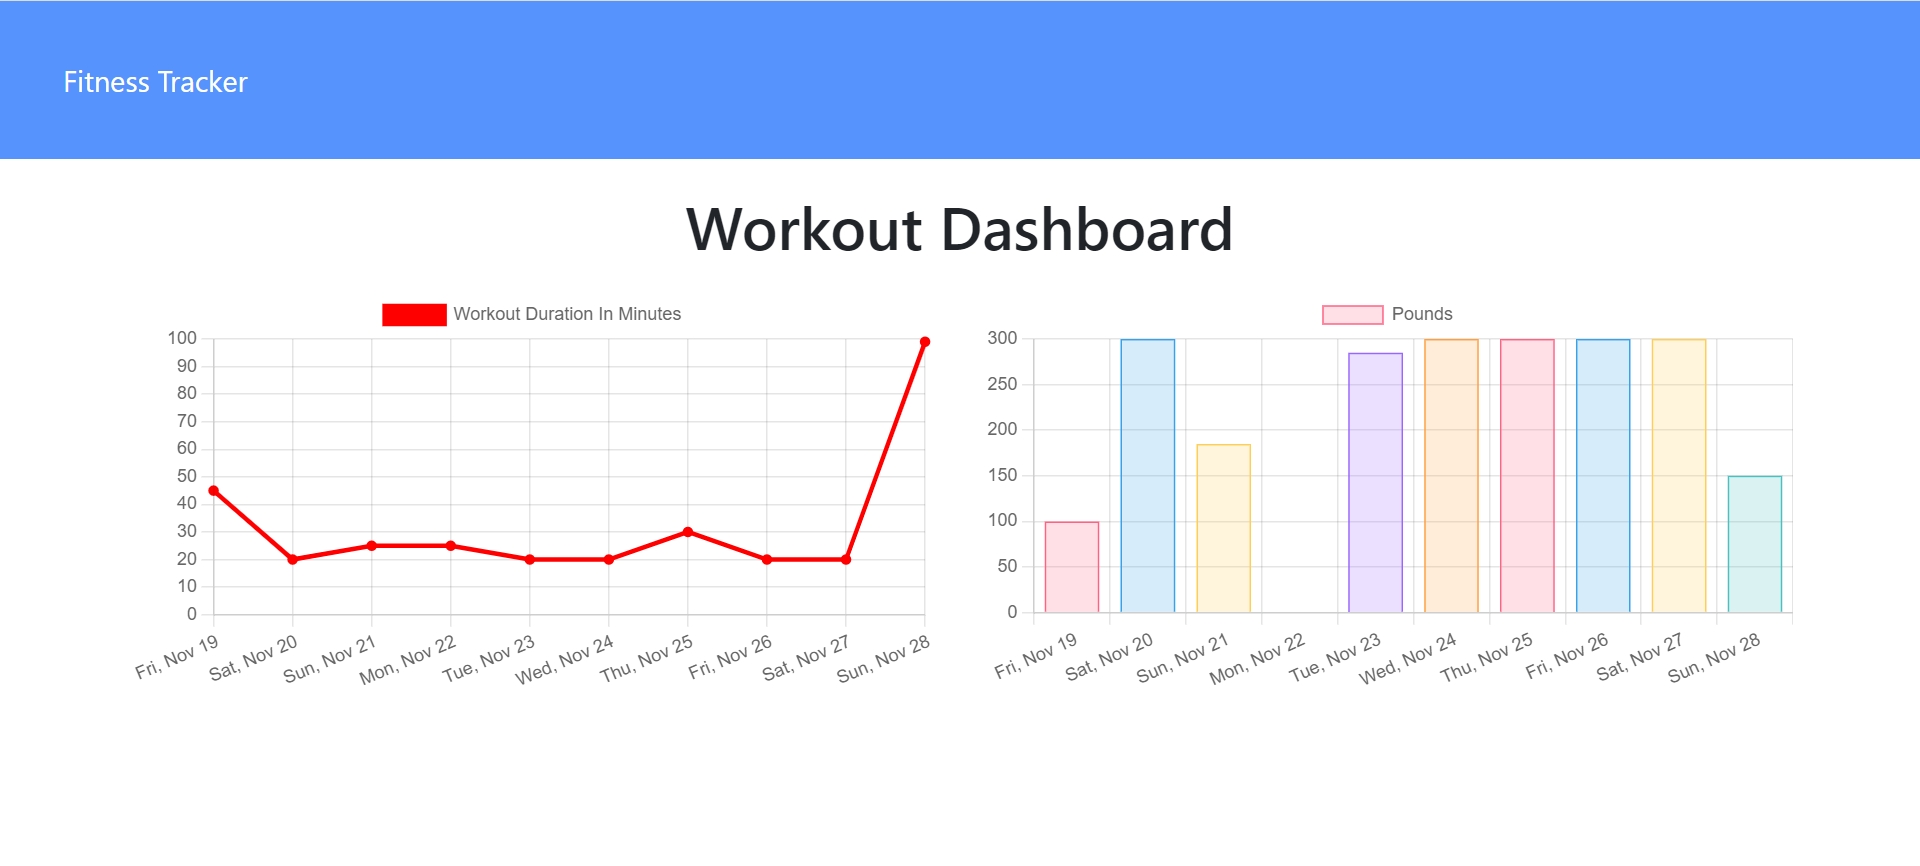 Fitness Tracker
Workout Dashboard
Workout Duration In Minutes
100
90
80
70
60
50
40
30
20
10
0
Fri, Nov 19
Sat, Nov 20
Sun, Nov 21
Mon, Nov 22
Tue, Nov 23
Wed, Nov 24
Thu, Nov 25
Fri, Nov 26
Sat, Nov 27
Sun, Nov 28
Pounds
300
250
200
150
100
50
0
Fri, Nov 19
Sat, Nov 20
Sun, Nov 21
Mon, Nov 22
Tue, Nov 23
Wed, Nov 24
Thu, Nov 25
Fri, Nov 26
Sat, Nov 27
Sun, Nov 28